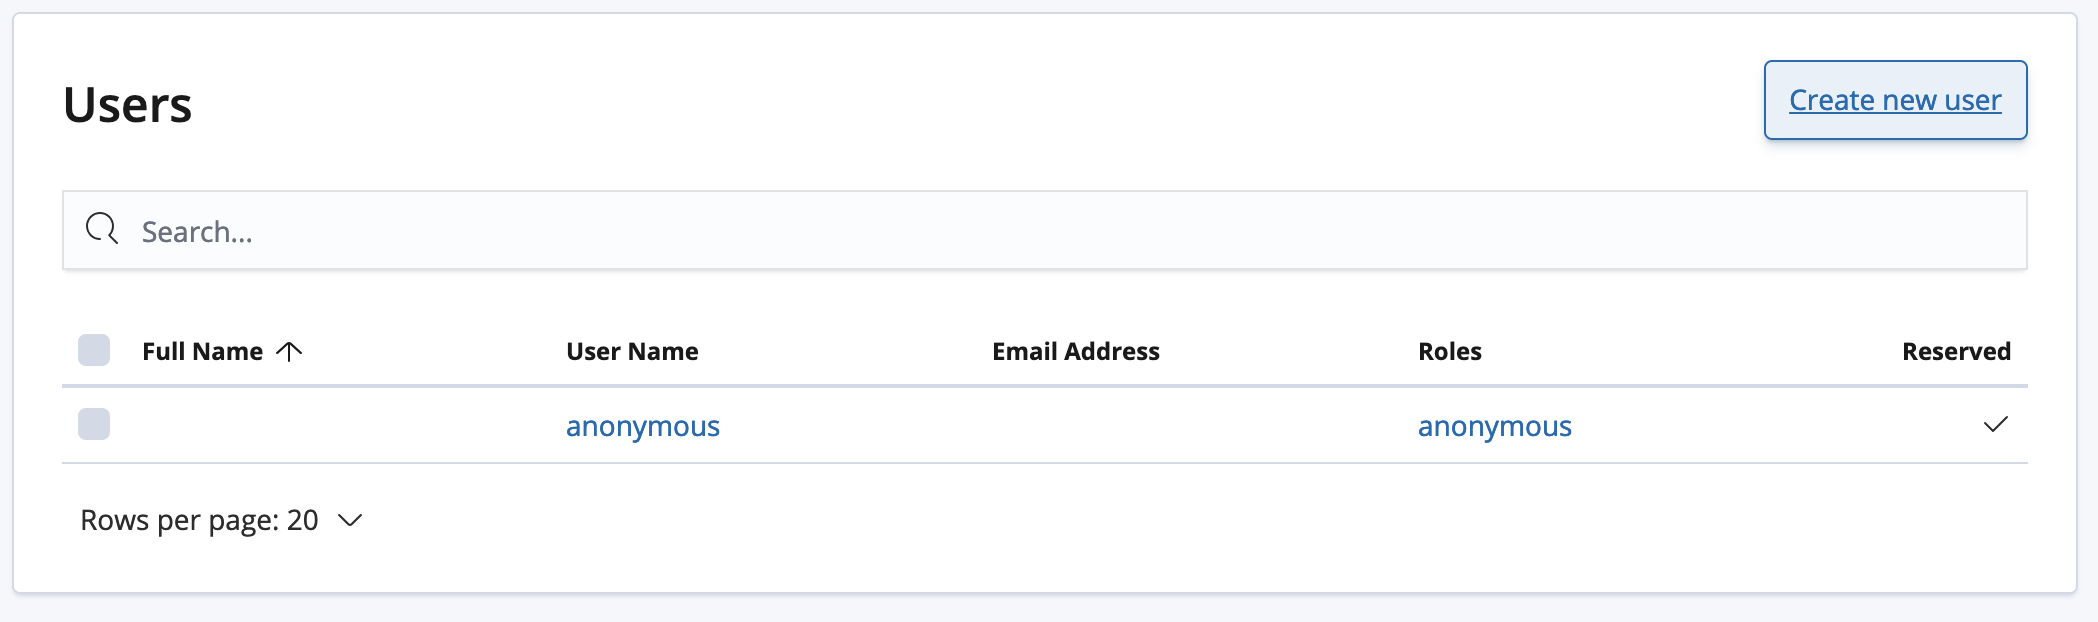 Users
Create new user
Search...
Full Name User Name Email Address Roles Reserved
anonymous anonymous
Rows per page: 20